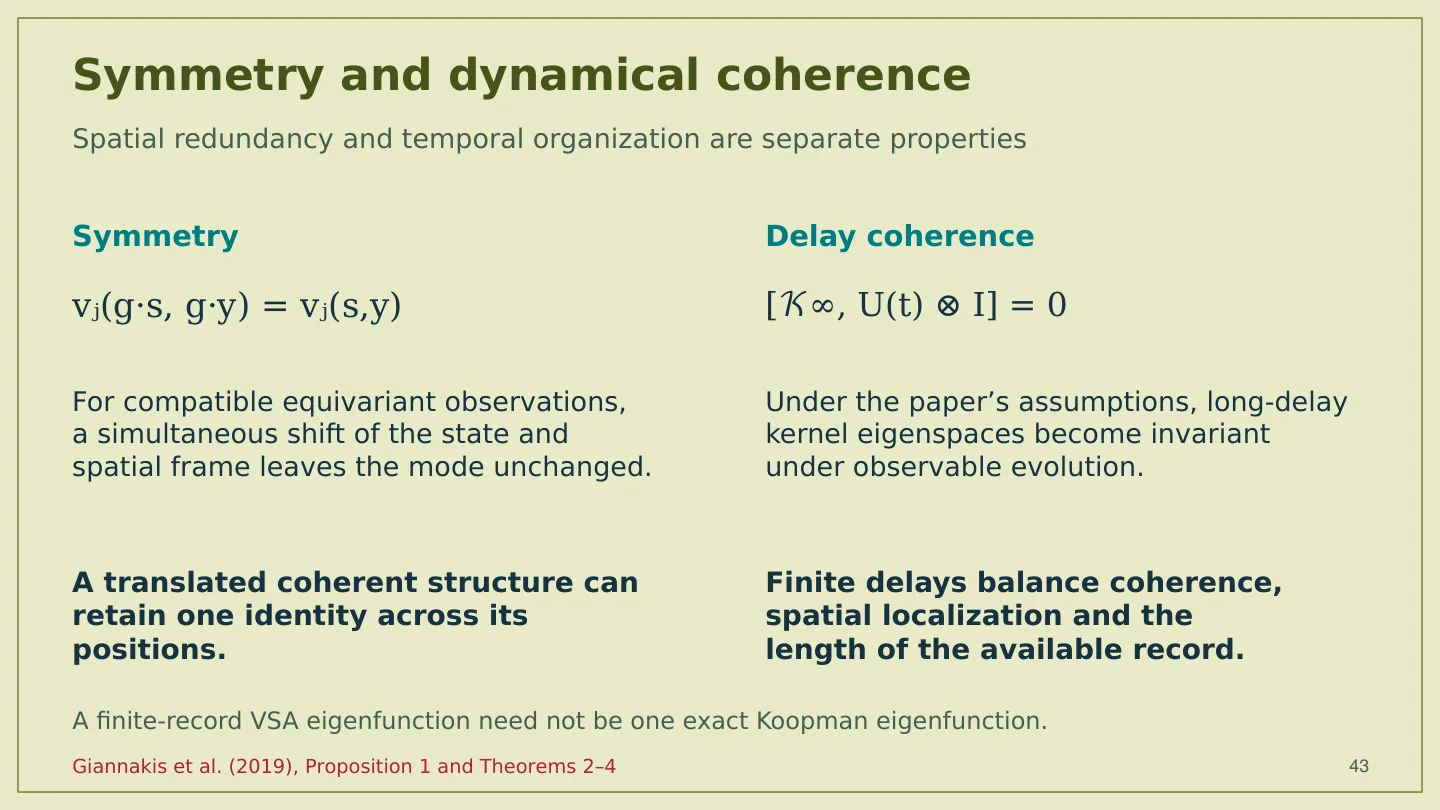 Symmetry and dynamical coherence
Spatial redundancy and temporal organization are separate properties
Symmetry
vⱼ(g·s, g·y) = vⱼ(s,y)
For compatible equivariant observations,
a simultaneous shift of the state and
spatial frame leaves the mode unchanged.
A translated coherent structure can
retain one identity across its
positions.
Delay coherence
[𝒦∞, U(t) ⊗ I] = 0
Under the paper’s assumptions, long-delay
kernel eigenspaces become invariant
under observable evolution.
Finite delays balance coherence,
spatial localization and the
length of the available record.
A finite-record VSA eigenfunction need not be one exact Koopman eigenfunction.
Giannakis et al. (2019), Proposition 1 and Theorems 2–4
43